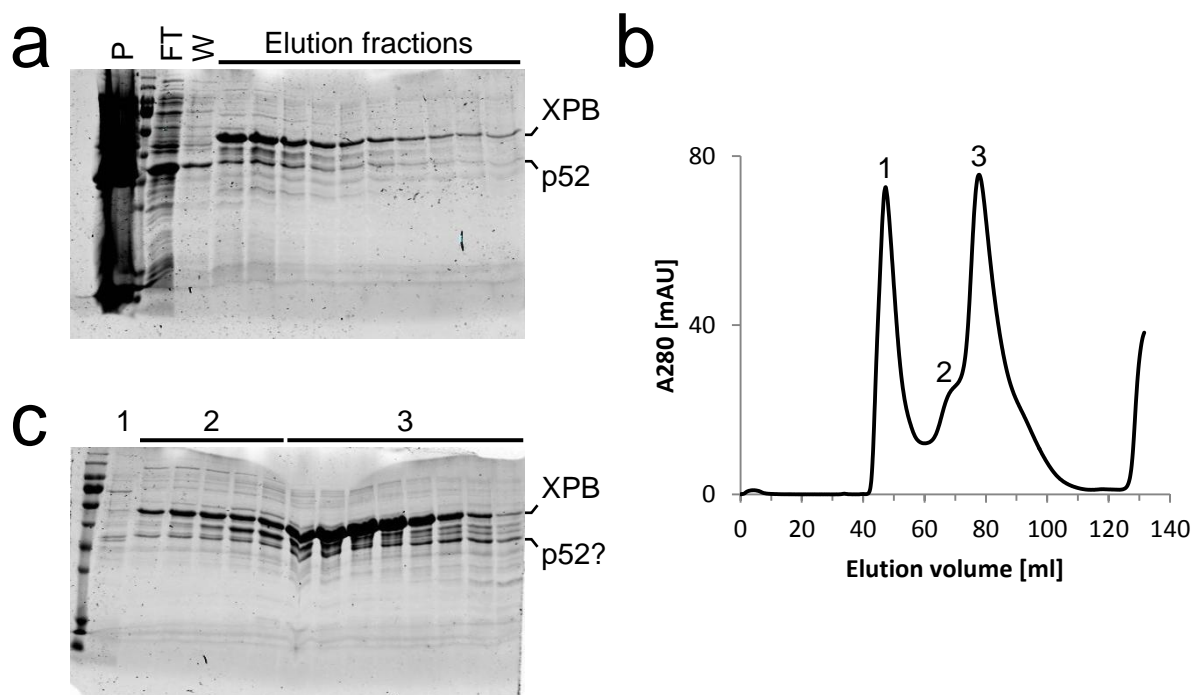 a
P
FT
W
Elution fractions
XPB
p52
b
80
40
0
A280 [mAU]
1
2
3
0 20 40 60 80 100 120 140
Elution volume [ml]
c
1 2 3
XPB
p52?